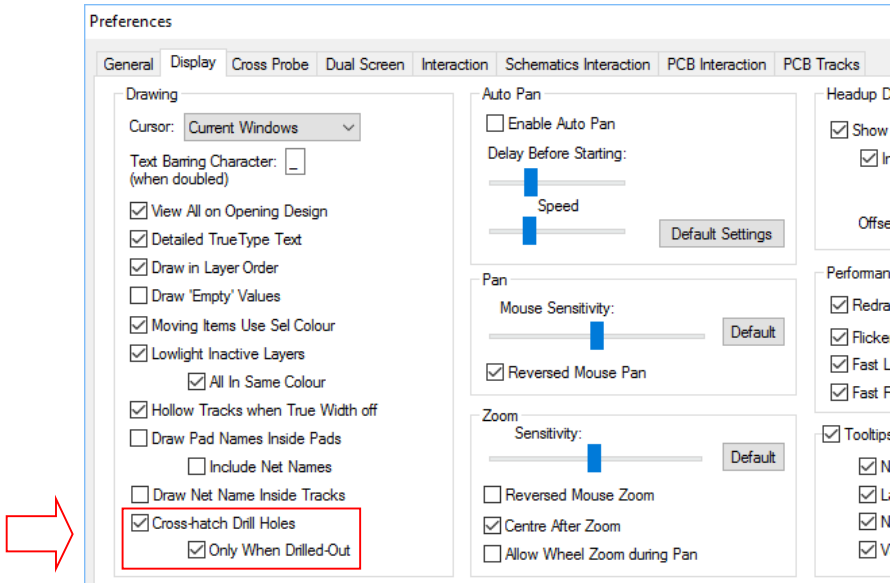 Preferences
General Display Cross Probe Dual Screen Interaction Schematics Interaction PCB Interaction PCB Tracks
Drawing
Cursor: Current Windows
Text Barring Character: _
(when doubled)
View All on Opening Design
Detailed TrueType Text
Draw in Layer Order
Draw 'Empty' Values
Moving Items Use Sel Colour
Lowlight Inactive Layers
All In Same Colour
Hollow Tracks when True Width off
Draw Pad Names Inside Pads
Include Net Names
Draw Net Name Inside Tracks
Cross-hatch Drill Holes
Only When Drilled-Out
Auto Pan
Enable Auto Pan
Delay Before Starting:
Speed
Default Settings
Pan
Mouse Sensitivity:
Default
Reversed Mouse Pan
Zoom
Sensitivity:
Default
Reversed Mouse Zoom
Centre After Zoom
Allow Wheel Zoom during Pan
Headup D
Show
Offse
Performan
Redra
Flicke
Fast L
Fast F
Tooltips
N
La
N
V